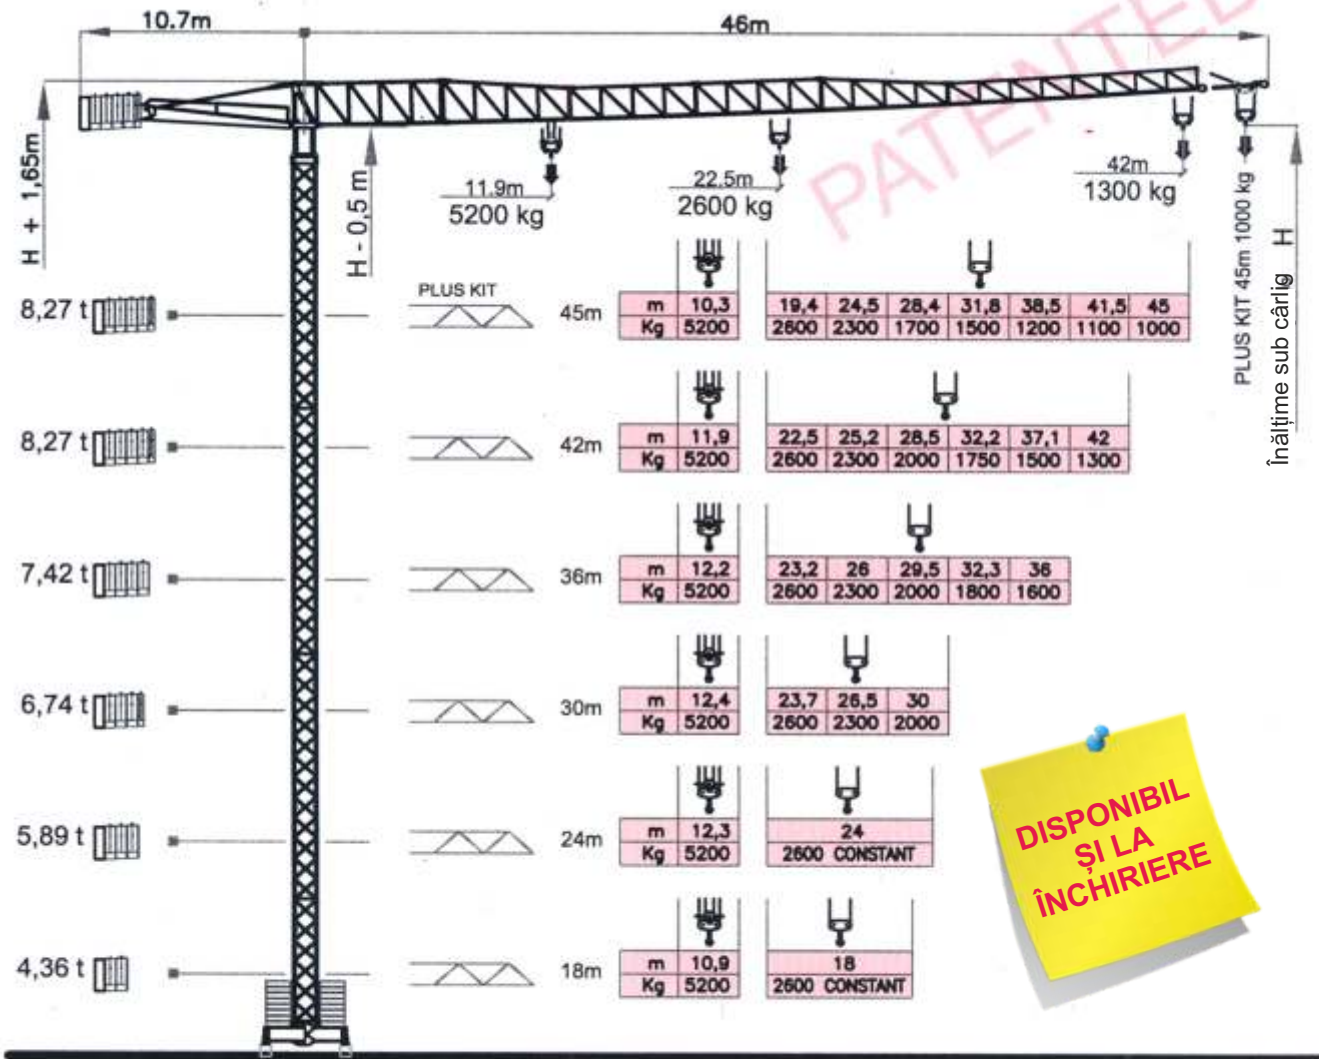 10.7m
46m
PATENTED
H + 1,65m
H - 0,5 m
11.9m
5200 kg
22.5m
2600 kg
42m
1300 kg
PLUS KIT 45m 1000 kg
Înălțime sub cârlig H
8,27 t
PLUS KIT
45m
m 10,3 19,4 24,5 28,4 31,8 38,5 41,5 45
Kg 5200 2600 2300 1700 1500 1200 1100 1000
8,27 t
42m
m 11,9 22,5 25,2 28,5 32,2 37,1 42
Kg 5200 2600 2300 2000 1750 1500 1300
7,42 t
36m
m 12,2 23,2 26 29,5 32,3 36
Kg 5200 2600 2300 2000 1800 1600
6,74 t
30m
m 12,4 23,7 26,5 30
Kg 5200 2600 2300 2000
5,89 t
24m
m 12,3 24
Kg 5200 2600 CONSTANT
4,36 t
18m
m 10,9 18
Kg 5200 2600 CONSTANT
DISPONIBIL
ȘI LA
ÎNCHIRIERE